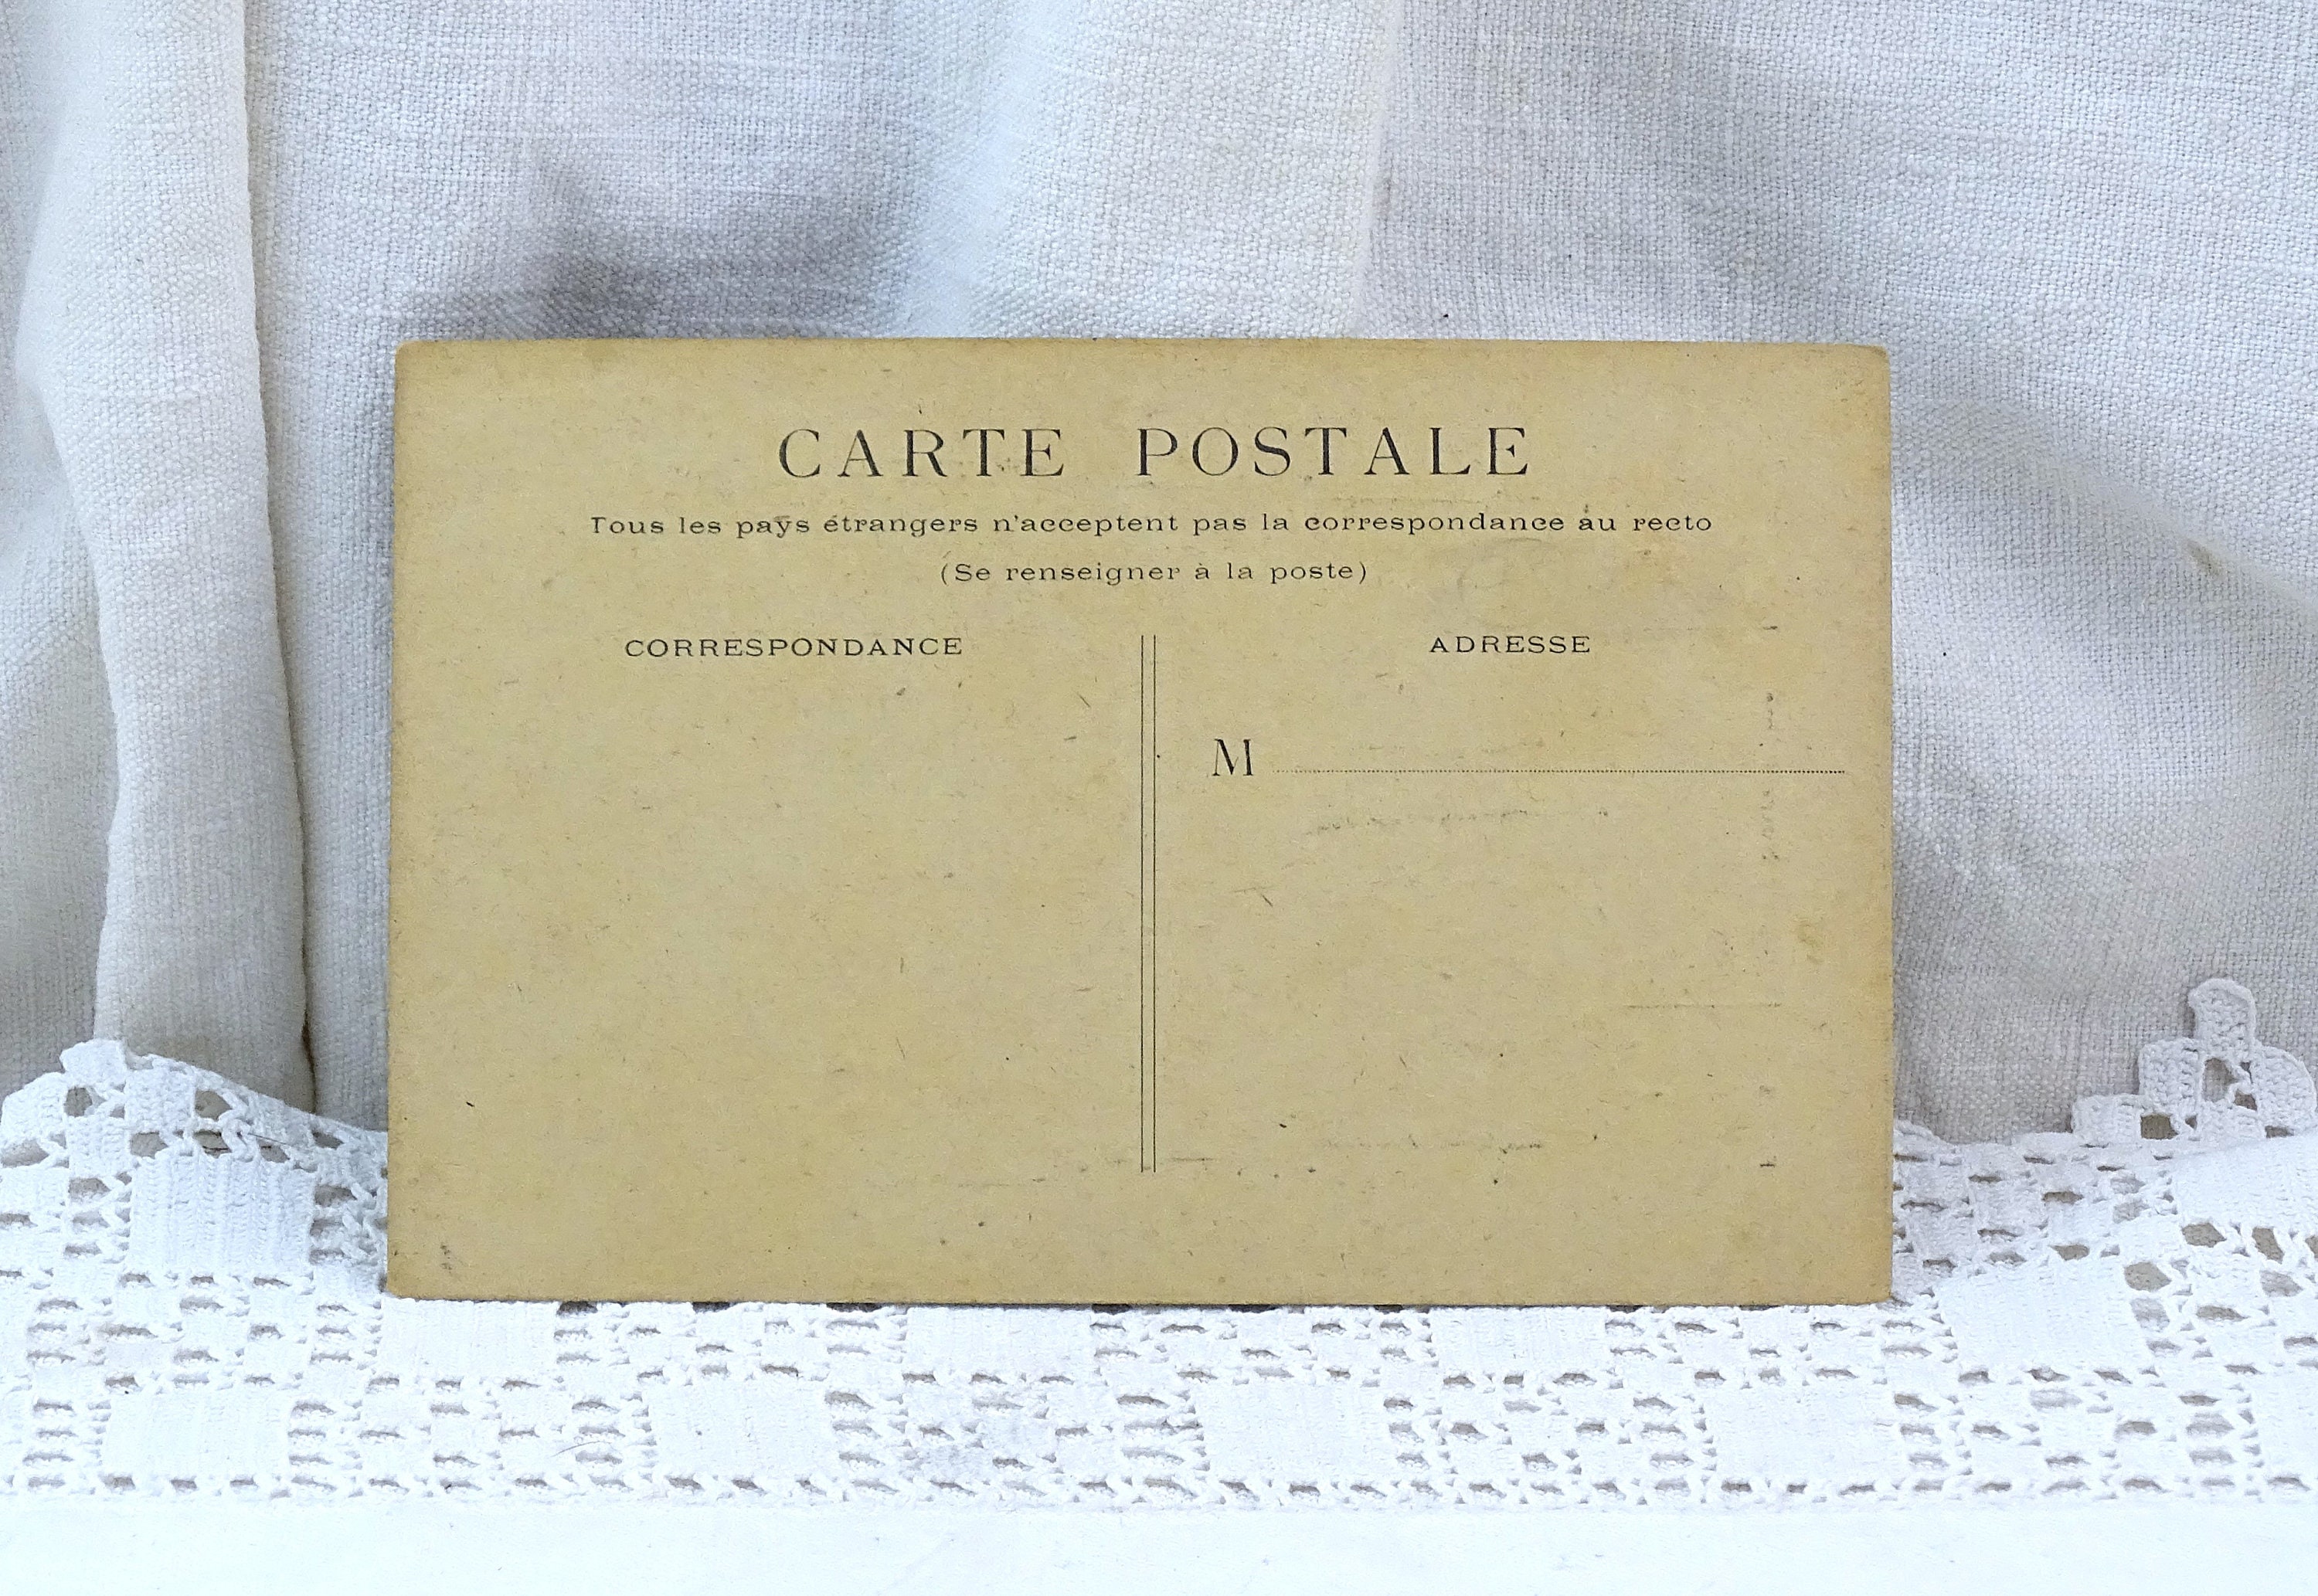 CARTE POSTALE
Tous les pays étrangers n'acceptent pas la correspondance au recto
(Se renseigner à la poste)
CORRESPONDANCE
ADRESSE
M